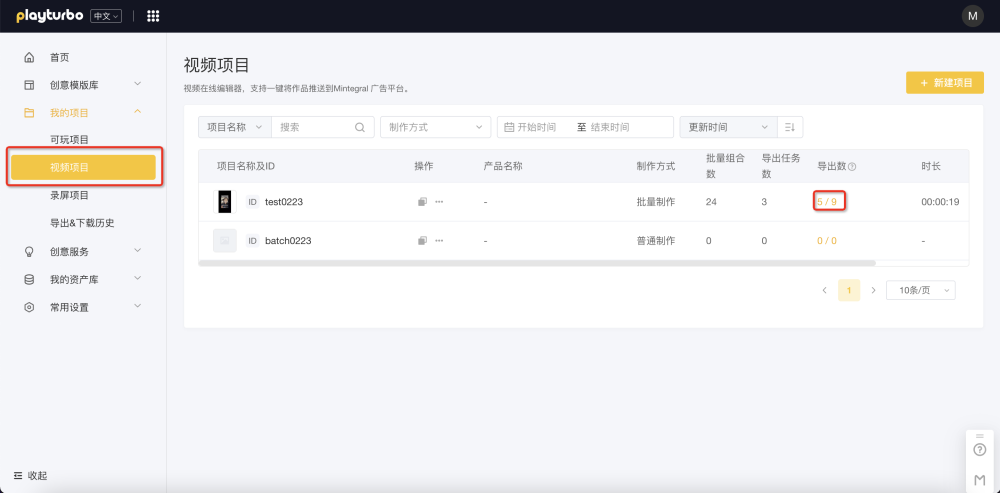 playturbo 中文
M
首页
创意模版库
我的项目
可玩项目
视频项目
录屏项目
导出&下载历史
创意服务
我的资产库
常用设置
收起
视频项目
视频在线编辑器，支持一键将作品推送到Mintegral 广告平台。
+ 新建项目
项目名称 搜索 制作方式 开始时间 至 结束时间 更新时间
项目名称及ID 操作 产品名称 制作方式 批量组合数 导出任务数 导出数 时长
ID test0223 - 批量制作 24 3 5 / 9 00:00:19
ID batch0223 - 普通制作 0 0 0 / 0 -
1 10条/页